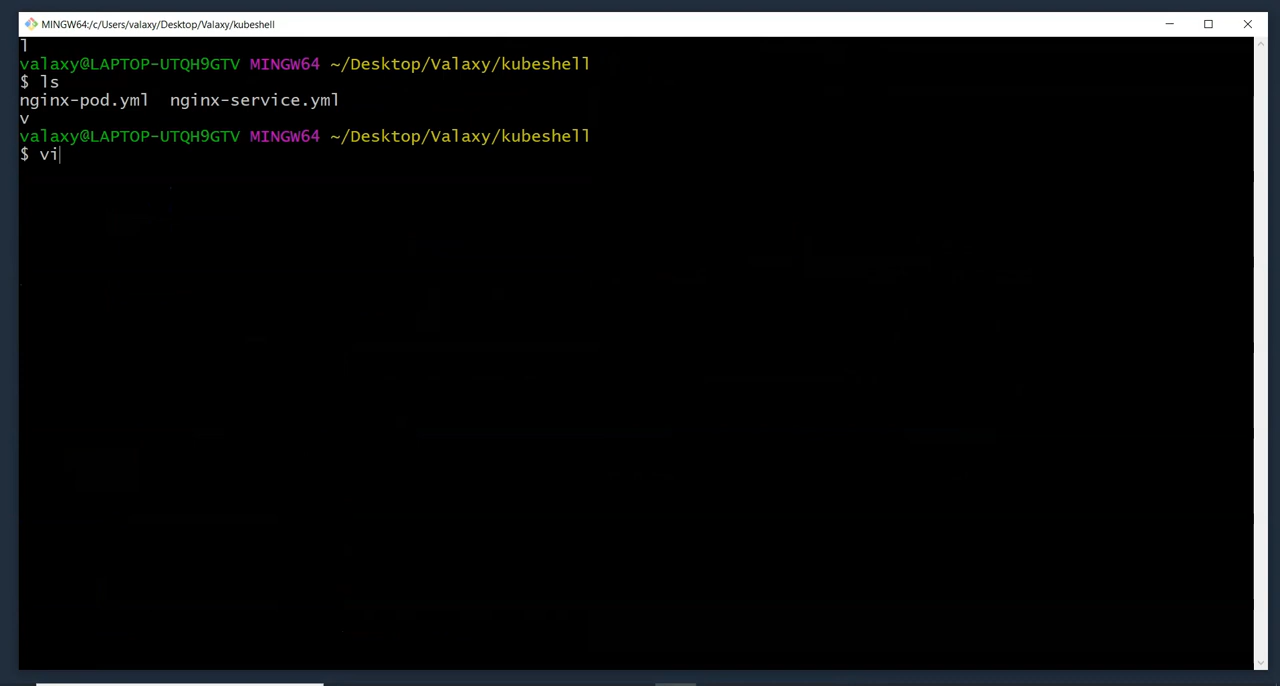 MINGW64:/c/Users/valaxy/Desktop/Valaxy/kubeshell
l
valaxy@LAPTOP-UTQH9GTV MINGW64 ~/Desktop/Valaxy/kubeshell
$ ls
nginx-pod.yml  nginx-service.yml
v
valaxy@LAPTOP-UTQH9GTV MINGW64 ~/Desktop/Valaxy/kubeshell
$ vi